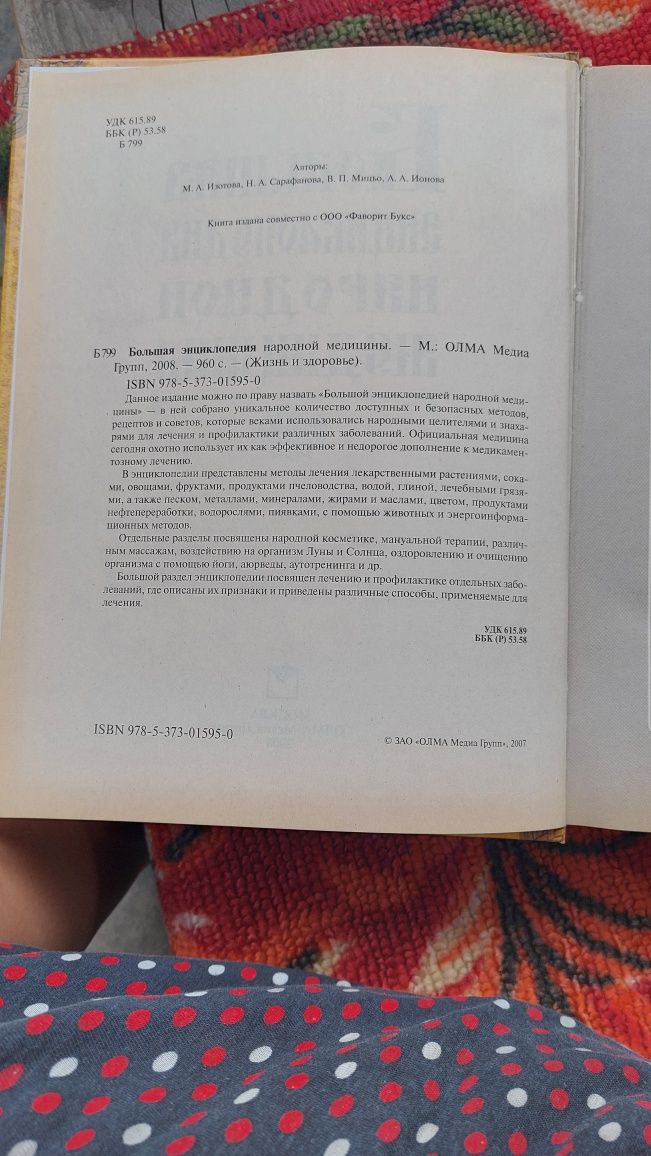 УДК 615.89
ББК (Р) 53.58
Б 799
Авторы:
М. А. Изотова, Н. А. Сарафанова, В. П. Мицьо, А. А. Ионова
Книга издана совместно с ООО «Фаворит Букс»
Б799 Большая энциклопедия народной медицины. — М.: ОЛМА Медиа
Групп, 2008. — 960 с. — (Жизнь и здоровье).
ISBN 978-5-373-01595-0
Данное издание можно по праву назвать «Большой энциклопедией народной меди-
цины» — в ней собрано уникальное количество доступных и безопасных методов,
рецептов и советов, которые веками использовались народными целителями и знаха-
рями для лечения и профилактики различных заболеваний. Официальная медицина
сегодня охотно использует их как эффективное и недорогое дополнение к медикамен-
тозному лечению.
В энциклопедии представлены методы лечения лекарственными растениями, сока-
ми, овощами, фруктами, продуктами пчеловодства, водой, глиной, лечебными грязя-
ми, а также песком, металлами, минералами, жирами и маслами, цветом, продуктами
нефтепереработки, водорослями, пиявками, с помощью животных и энергоинформа-
ционных методов.
Отдельные разделы посвящены народной косметике, мануальной терапии, различ-
ным массажам, воздействию на организм Луны и Солнца, оздоровлению и очищению
организма с помощью йоги, аюрведы, аутотренинга и др.
Большой раздел энциклопедии посвящен лечению и профилактике отдельных забо-
леваний, где описаны их признаки и приведены различные способы, применяемые для
лечения.
УДК 615.89
ББК (Р) 53.58
ISBN 978-5-373-01595-0
© ЗАО «ОЛМА Медиа Групп», 2007